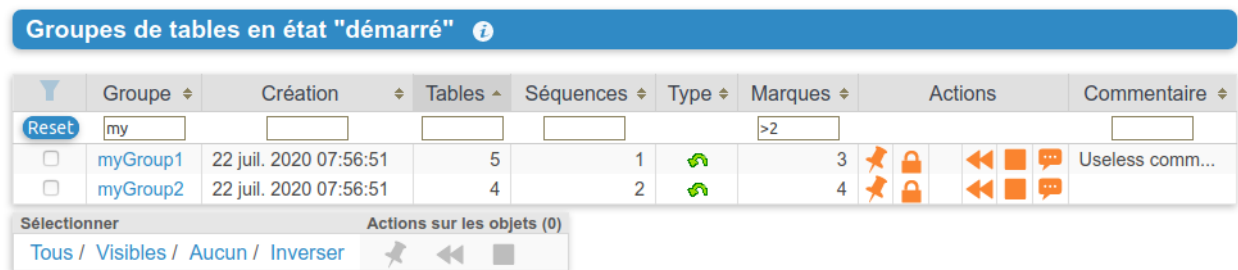 Groupes de tables en état "démarré"
Groupe Création Tables Séquences Type Marques Actions Commentaire
Reset my >2
myGroup1 22 juil. 2020 07:56:51 5 1 3 Useless comm...
myGroup2 22 juil. 2020 07:56:51 4 2 4
Sélectionner Actions sur les objets (0)
Tous / Visibles / Aucun / Inverser